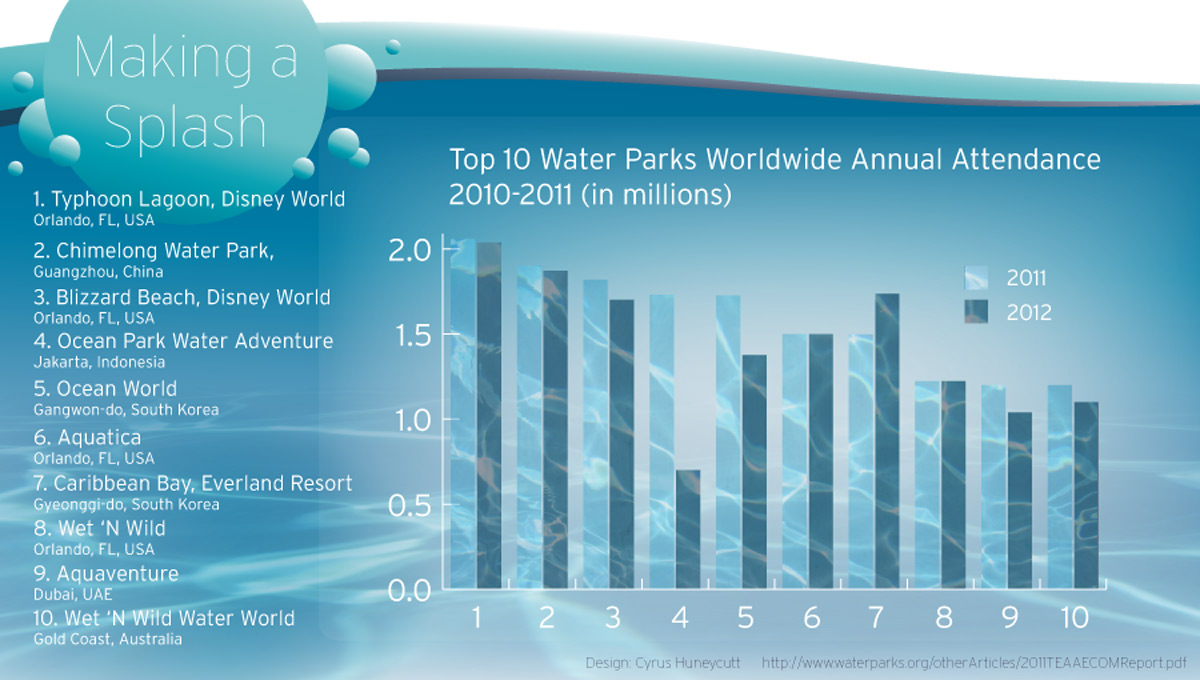 Making a
Splash
Top 10 Water Parks Worldwide Annual Attendance
2010-2011 (in millions)
1. Typhoon Lagoon, Disney World
Orlando, FL, USA
2. Chimelong Water Park,
Guangzhou, China
3. Blizzard Beach, Disney World
Orlando, FL, USA
4. Ocean Park Water Adventure
Jakarta, Indonesia
5. Ocean World
Gangwon-do, South Korea
6. Aquatica
Orlando, FL, USA
7. Caribbean Bay, Everland Resort
Gyeonggi-do, South Korea
8. Wet ‘N Wild
Orlando, FL, USA
9. Aquaventure
Dubai, UAE
10. Wet ‘N Wild Water World
Gold Coast, Australia
2.0
1.5
1.0
0.5
0.0
2011
2012
1 2 3 4 5 6 7 8 9 10
Design: Cyrus Huneycutt http://www.waterparks.org/otherArticles/2011TEAAECOMReport.pdf